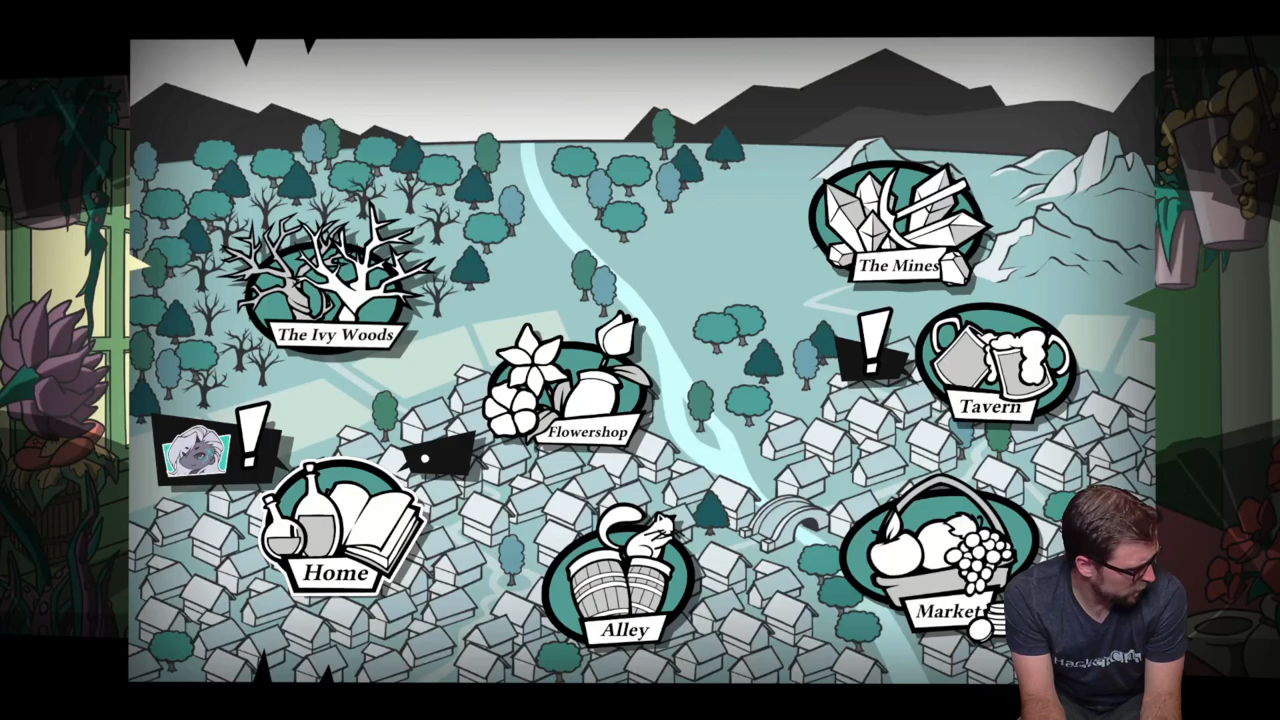 The Mines
The Ivy Woods
Tavern
Flowershop
Home
Market
Alley